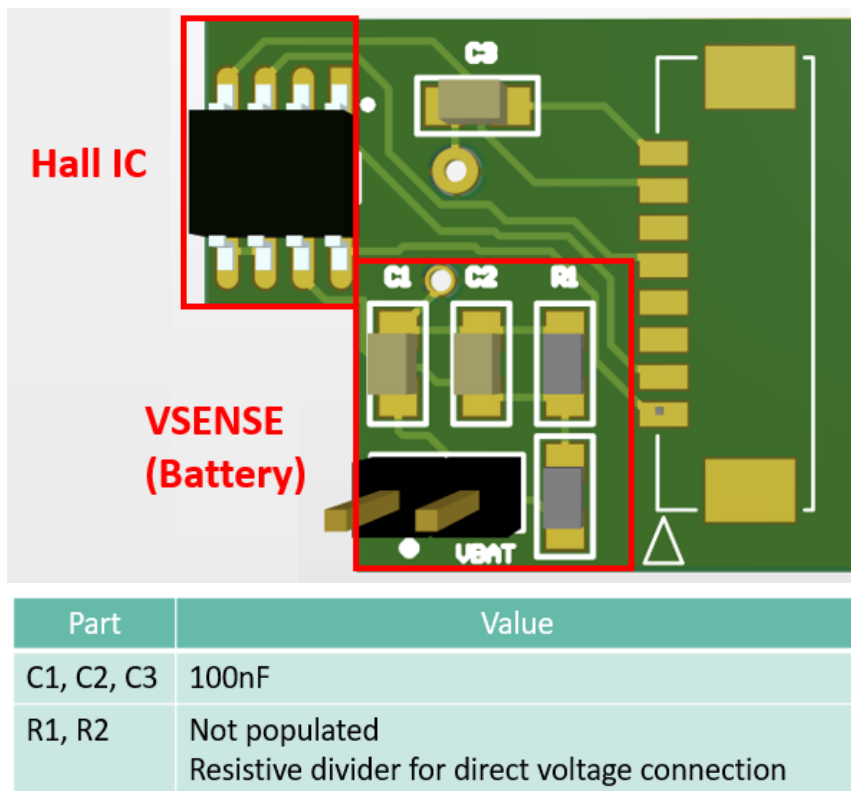 C3
Hall IC
C1 C2 R1
VSENSE
(Battery)
VBAT
Part Value
C1, C2, C3 100nF
R1, R2 Not populated
Resistive divider for direct voltage connection